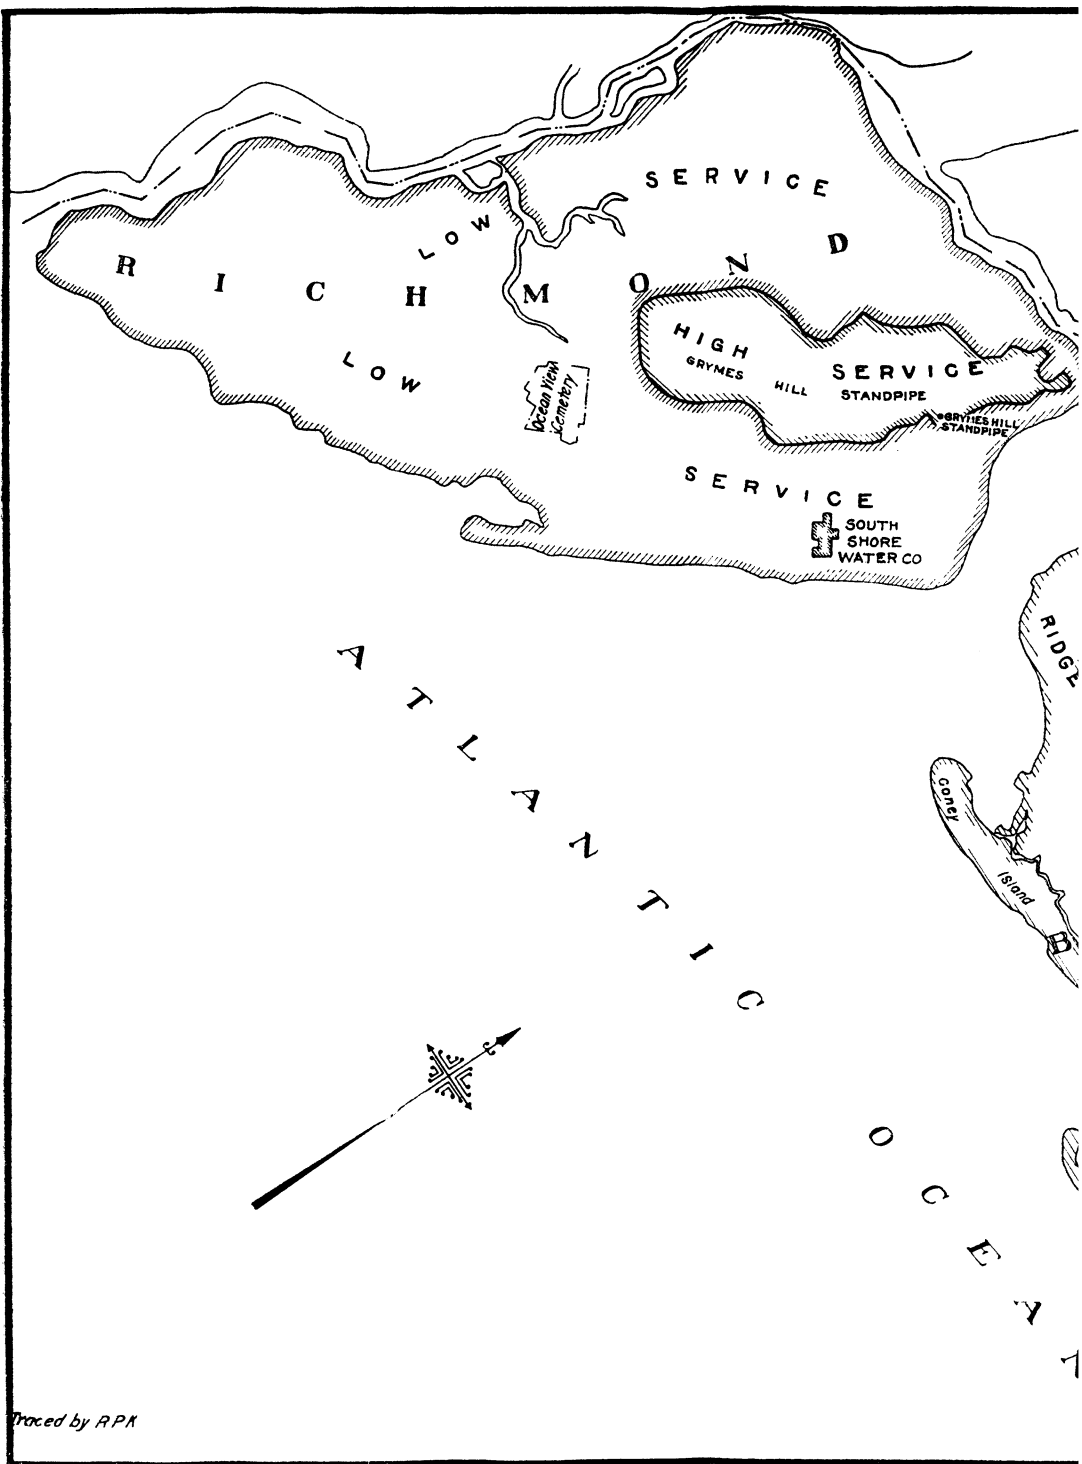 LOW SERVICE
RICHMOND
HIGH SERVICE
GRYMES HILL STANDPIPE
GRYMES HILL
STANDPIPE
LOW SERVICE
Ocean View
Cemetery
SOUTH
SHORE
WATER CO
RIDGE
Coney Island
B
ATLANTIC OCEA
Traced by RPK